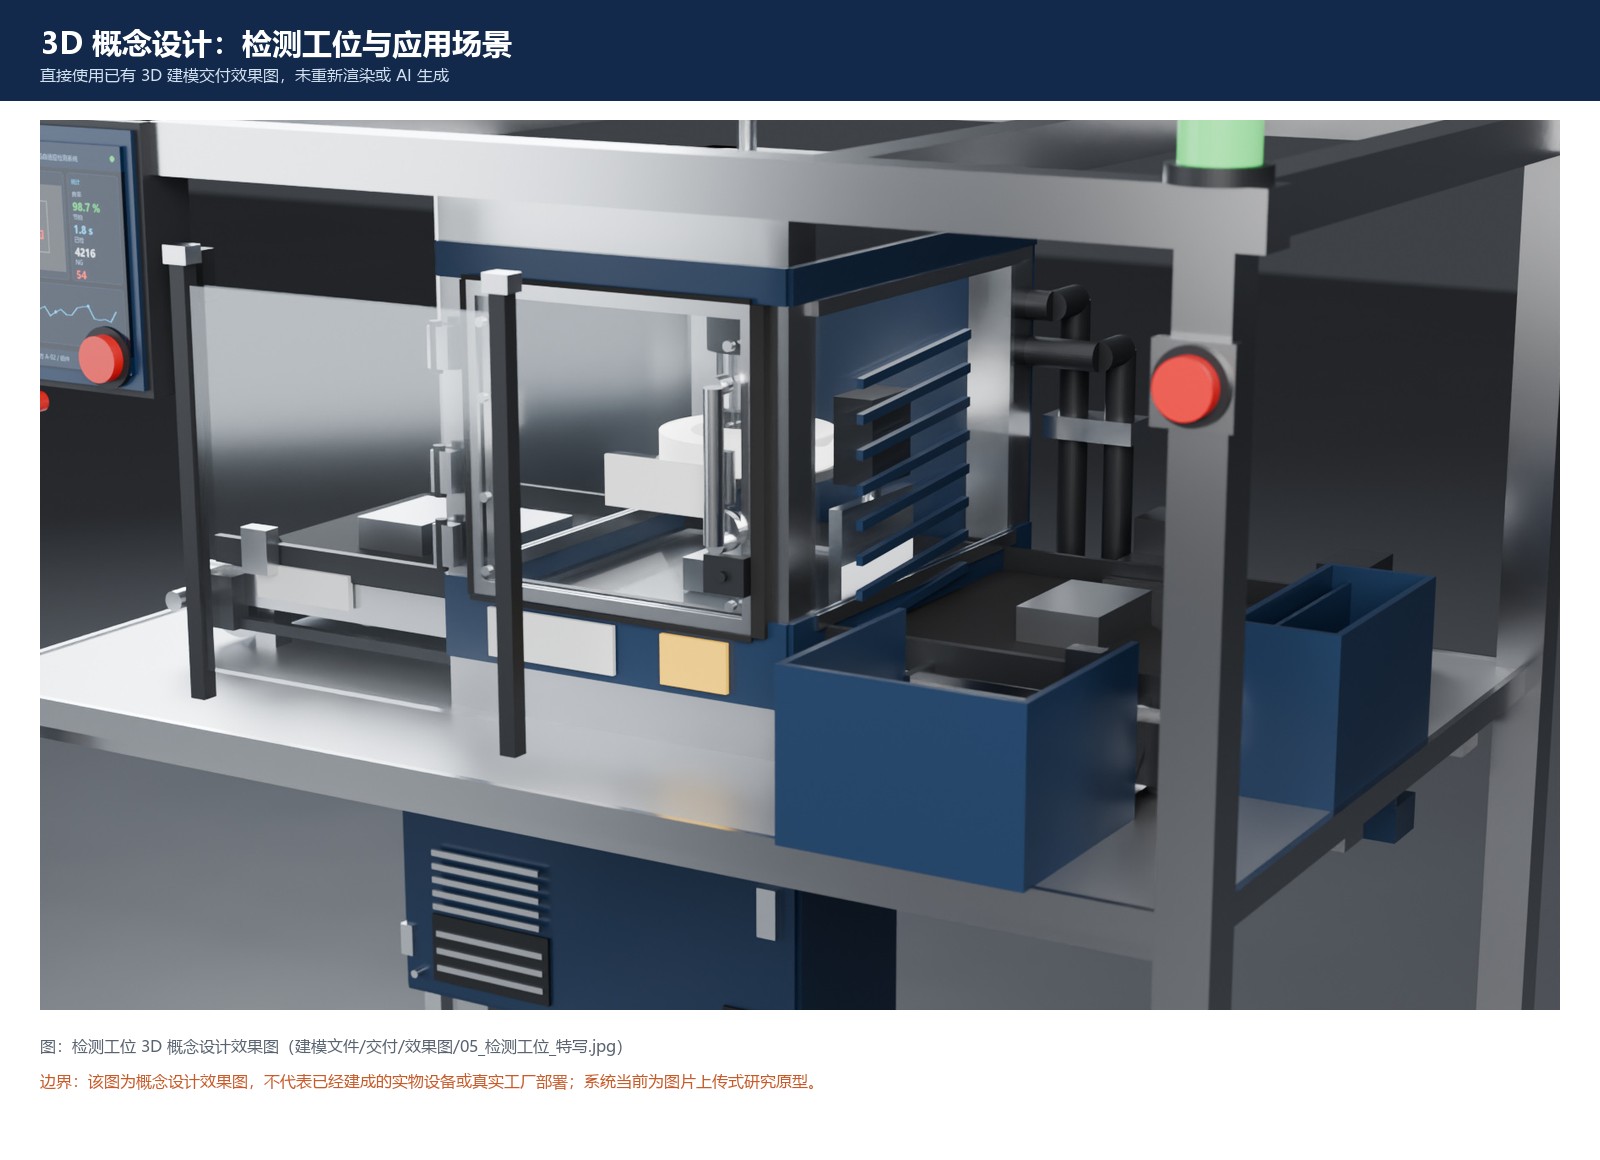 3D 概念设计：检测工位与应用场景
直接使用已有 3D 建模交付效果图，未重新渲染或 AI 生成
98.7 %
1.8 s
4216
NG
54
图：检测工位 3D 概念设计效果图（建模文件/交付/效果图/05_检测工位_特写.jpg）
边界：该图为概念设计效果图，不代表已经建成的实物设备或真实工厂部署；系统当前为图片上传式研究原型。